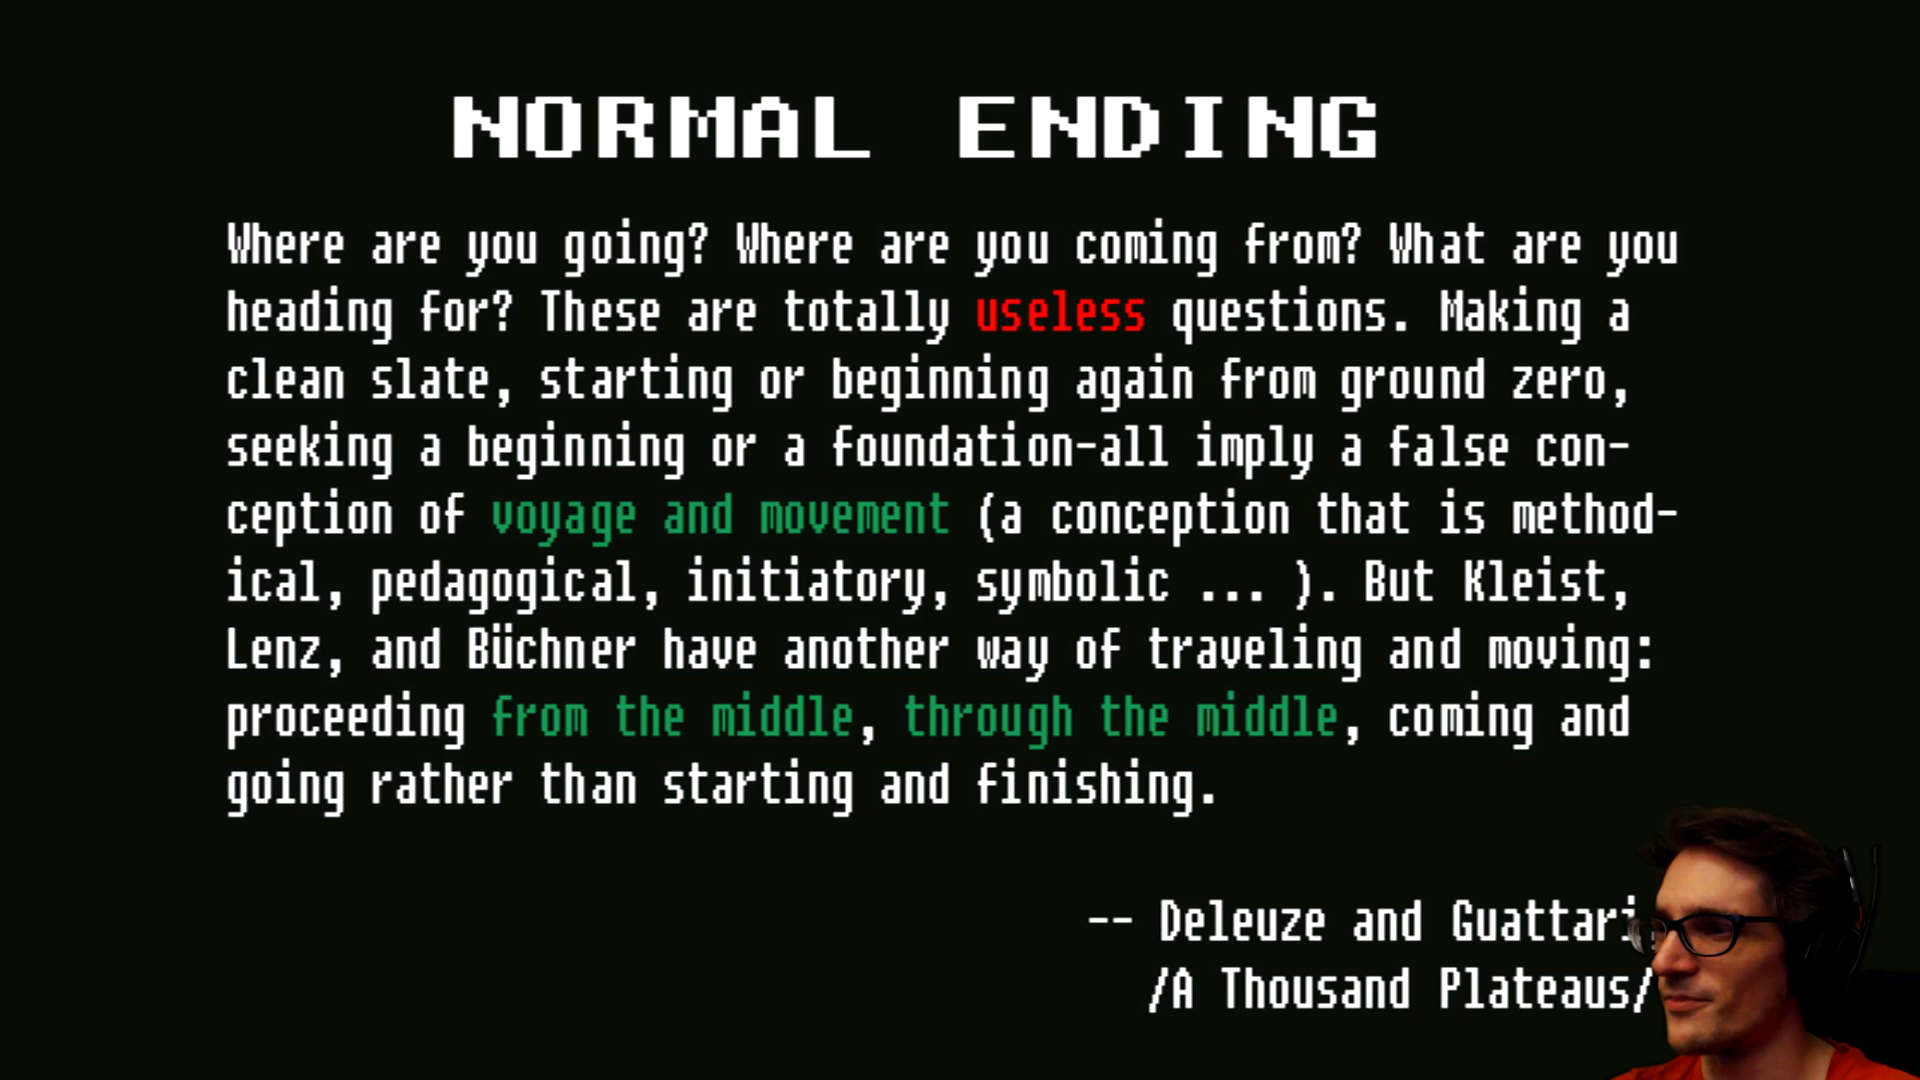 NORMAL ENDING
Where are you going? Where are you coming from? What are you
heading for? These are totally useless questions. Making a
clean slate, starting or beginning again from ground zero,
seeking a beginning or a foundation-all imply a false con-
ception of voyage and movement (a conception that is method-
ical, pedagogical, initiatory, symbolic ... ). But Kleist,
Lenz, and Büchner have another way of traveling and moving:
proceeding from the middle, through the middle, coming and
going rather than starting and finishing.
-- Deleuze and Guattari,
/A Thousand Plateaus/